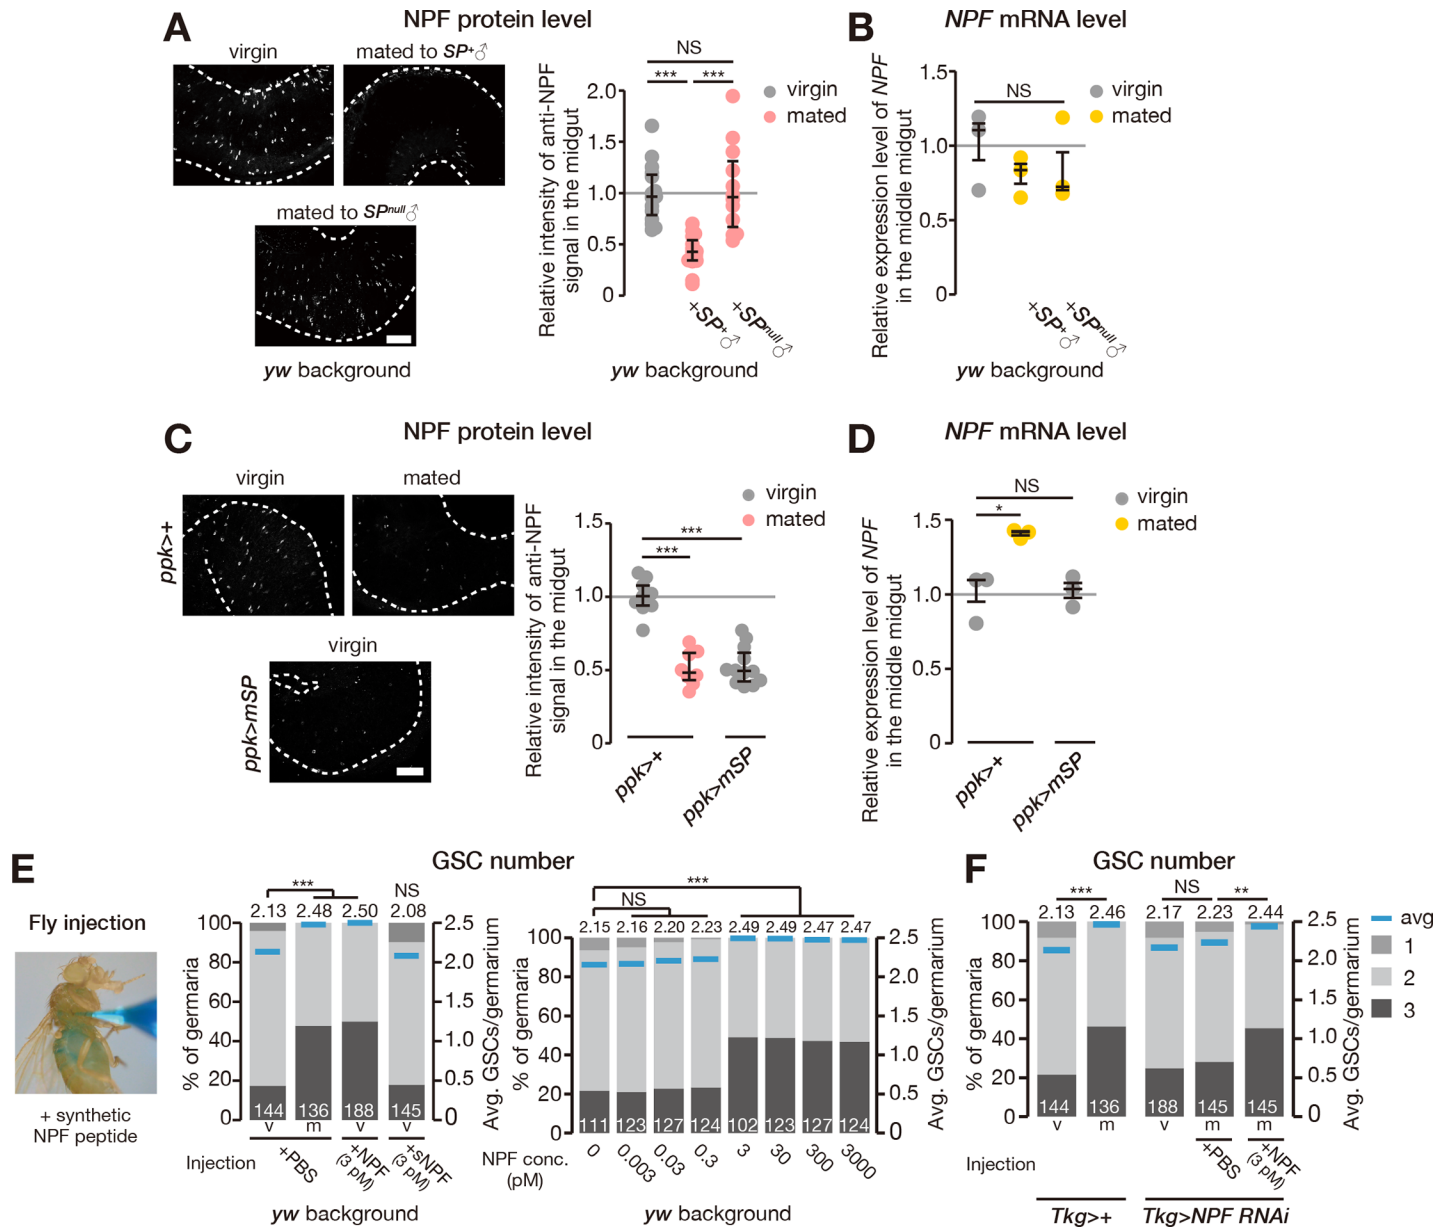 A
NPF protein level
virgin
mated to SP+♂
mated to SPnull♂
yw background
Relative intensity of anti-NPF
signal in the midgut
2.0
1.5
1.0
0.5
0
NS
***
***
virgin
mated
+SP+♂
+SPnull♂
yw background
B
NPF mRNA level
Relative expression level of NPF
in the middle midgut
1.5
1.0
0.5
0
NS
virgin
mated
+SP+♂
+SPnull♂
yw background
C
NPF protein level
virgin
mated
ppk>+
virgin
ppk>mSP
Relative intensity of anti-NPF
signal in the midgut
1.5
1.0
0.5
0
***
***
virgin
mated
ppk>+
ppk>mSP
D
NPF mRNA level
Relative expression level of NPF
in the middle midgut
1.5
1.0
0.5
0
NS
*
virgin
mated
ppk>+
ppk>mSP
E
GSC number
Fly injection
+ synthetic
NPF peptide
*** NS
2.13 2.48 2.50 2.08
% of germaria
100
80
60
40
20
0
144 136 188 145
v m v v
2.5
2.0
1.5
1.0
0.5
0
Avg. GSCs/germarium
Injection
+PBS
+NPF
(3 pM)
+sNPF
(3 pM)
yw background
***
NS
2.15 2.16 2.20 2.23 2.49 2.49 2.47 2.47
% of germaria
100
80
60
40
20
0
111 123 127 124 102 123 127 124
2.5
2.0
1.5
1.0
0.5
0
Avg. GSCs/germarium
NPF conc.
(pM)
0 0.003 0.03 0.3 3 30 300 3000
yw background
F
GSC number
*** NS **
2.13 2.46 2.17 2.23 2.44
% of germaria
100
80
60
40
20
0
144 136 188 145 145
v m v m m
2.5
2.0
1.5
1.0
0.5
0
Avg. GSCs/germarium
avg
1
2
3
Injection
+PBS
+NPF
(3 pM)
Tkg>+
Tkg>NPF RNAi